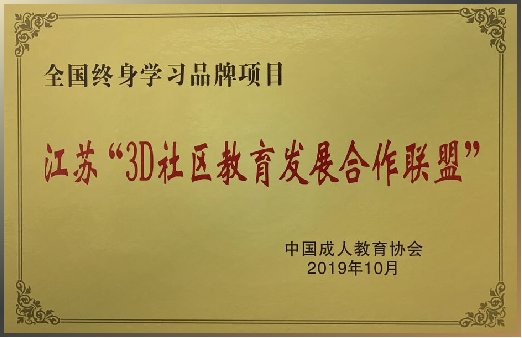 全国终身学习品牌项目
江苏“3D社区教育发展合作联盟”
中国成人教育协会
2019年10月